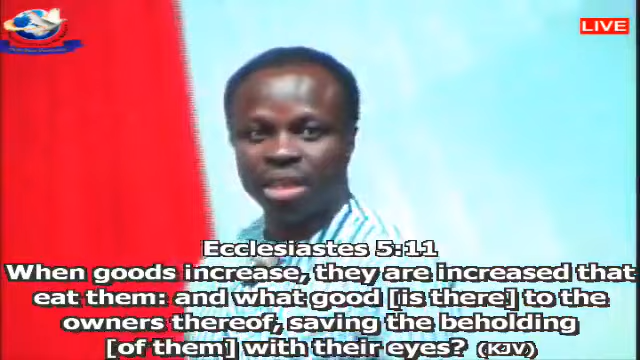 LIVE
Ecclesiastes 5:11
When goods increase, they are increased that
eat them: and what good [is there] to the
owners thereof, saving the beholding
[of them] with their eyes? (KJV)